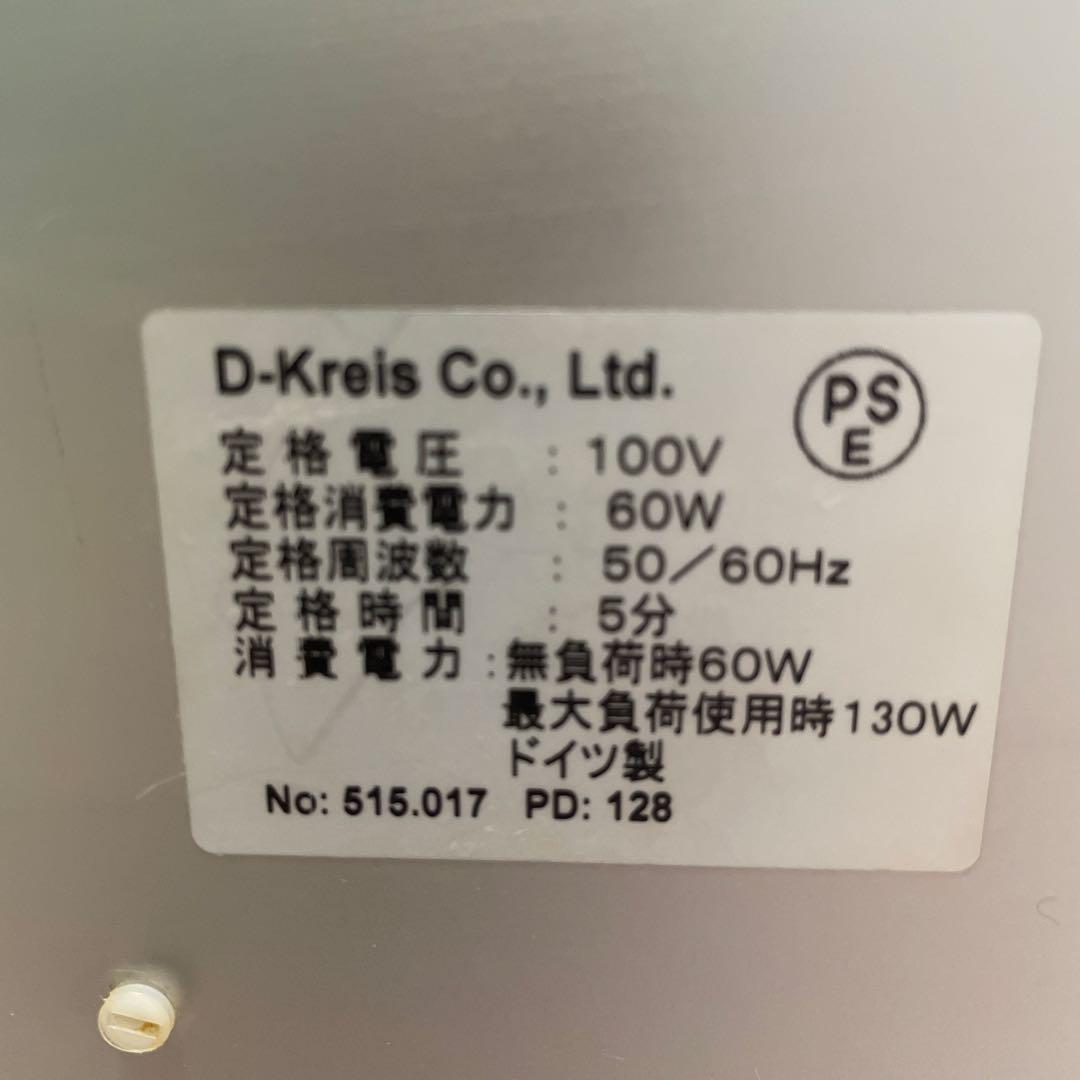 D-Kreis Co., Ltd.
PS
E
定格電圧 : 100V
定格消費電力 : 60W
定格周波数 : 50/60Hz
定格時間 : 5分
消費電力 : 無負荷時60W
最大負荷使用時130W
ドイツ製
No: 515.017 PD: 128